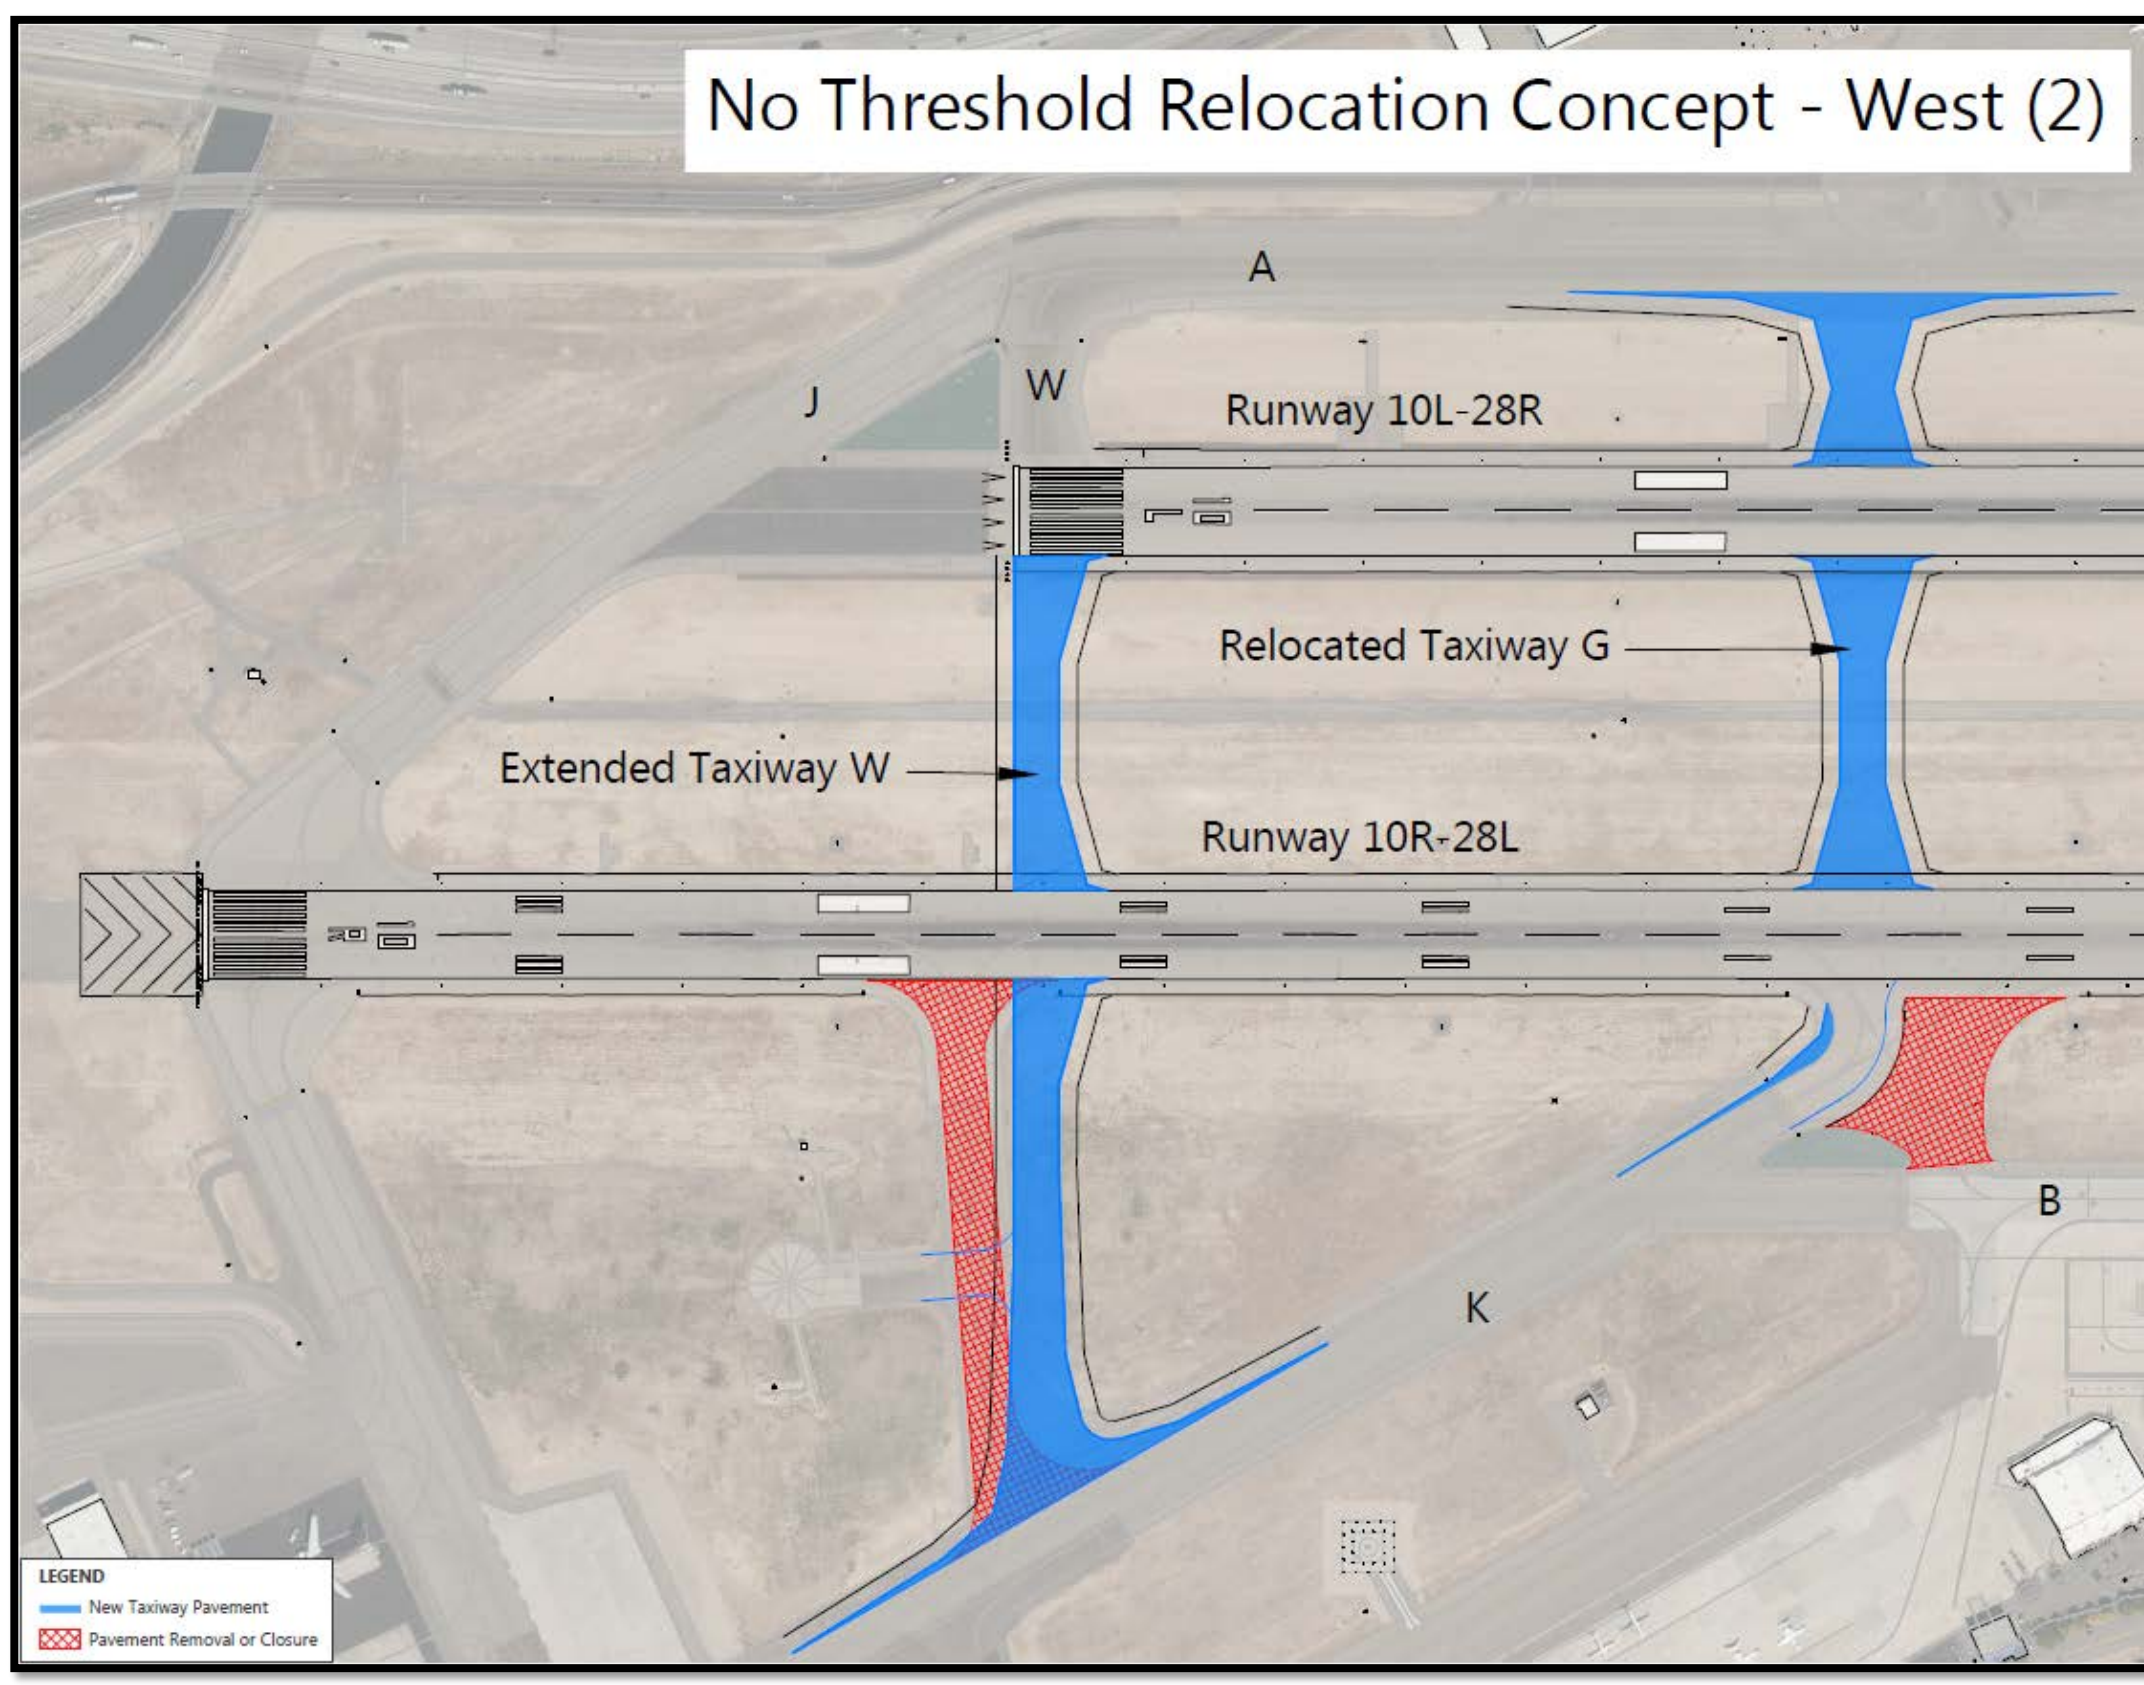 No Threshold Relocation Concept - West (2)
A
J
W
Runway 10L-28R
Relocated Taxiway G
Extended Taxiway W
Runway 10R-28L
B
K
LEGEND
New Taxiway Pavement
Pavement Removal or Closure